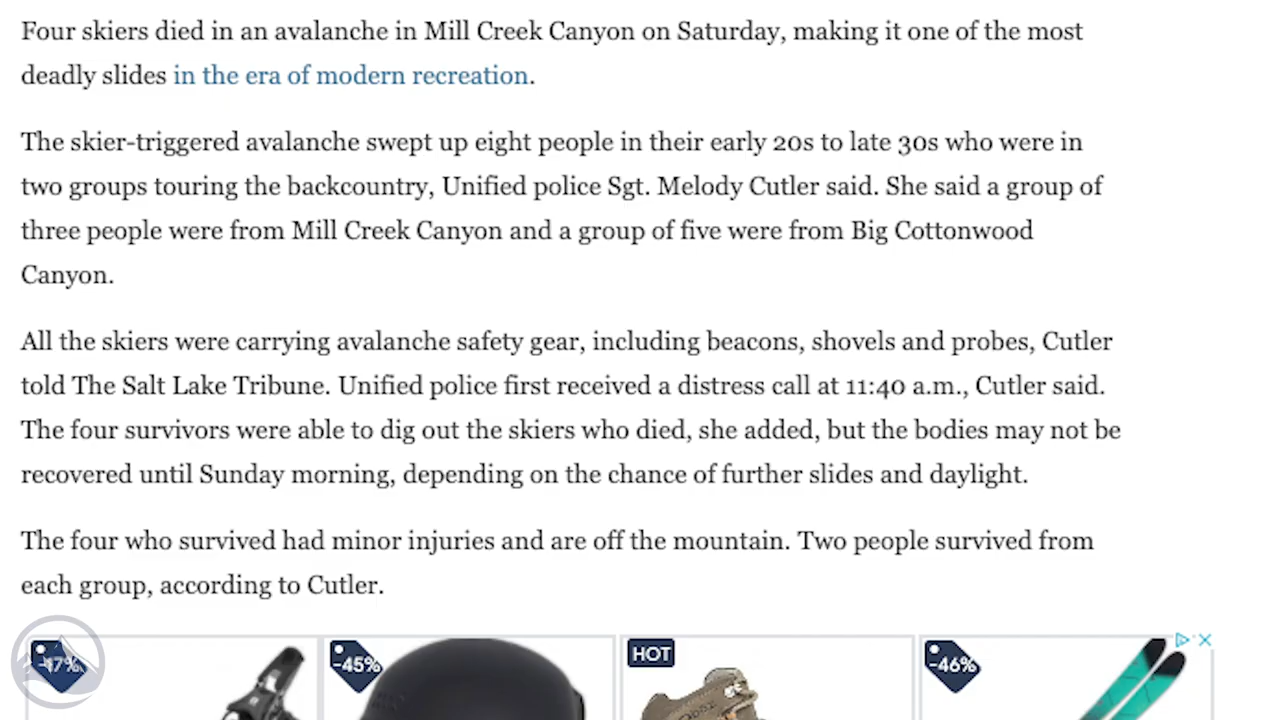 Four skiers died in an avalanche in Mill Creek Canyon on Saturday, making it one of the most
deadly slides in the era of modern recreation.
The skier-triggered avalanche swept up eight people in their early 20s to late 30s who were in
two groups touring the backcountry, Unified police Sgt. Melody Cutler said. She said a group of
three people were from Mill Creek Canyon and a group of five were from Big Cottonwood
Canyon.
All the skiers were carrying avalanche safety gear, including beacons, shovels and probes, Cutler
told The Salt Lake Tribune. Unified police first received a distress call at 11:40 a.m., Cutler said.
The four survivors were able to dig out the skiers who died, she added, but the bodies may not be
recovered until Sunday morning, depending on the chance of further slides and daylight.
The four who survived had minor injuries and are off the mountain. Two people survived from
each group, according to Cutler.
-17%
-45%
HOT
-46%